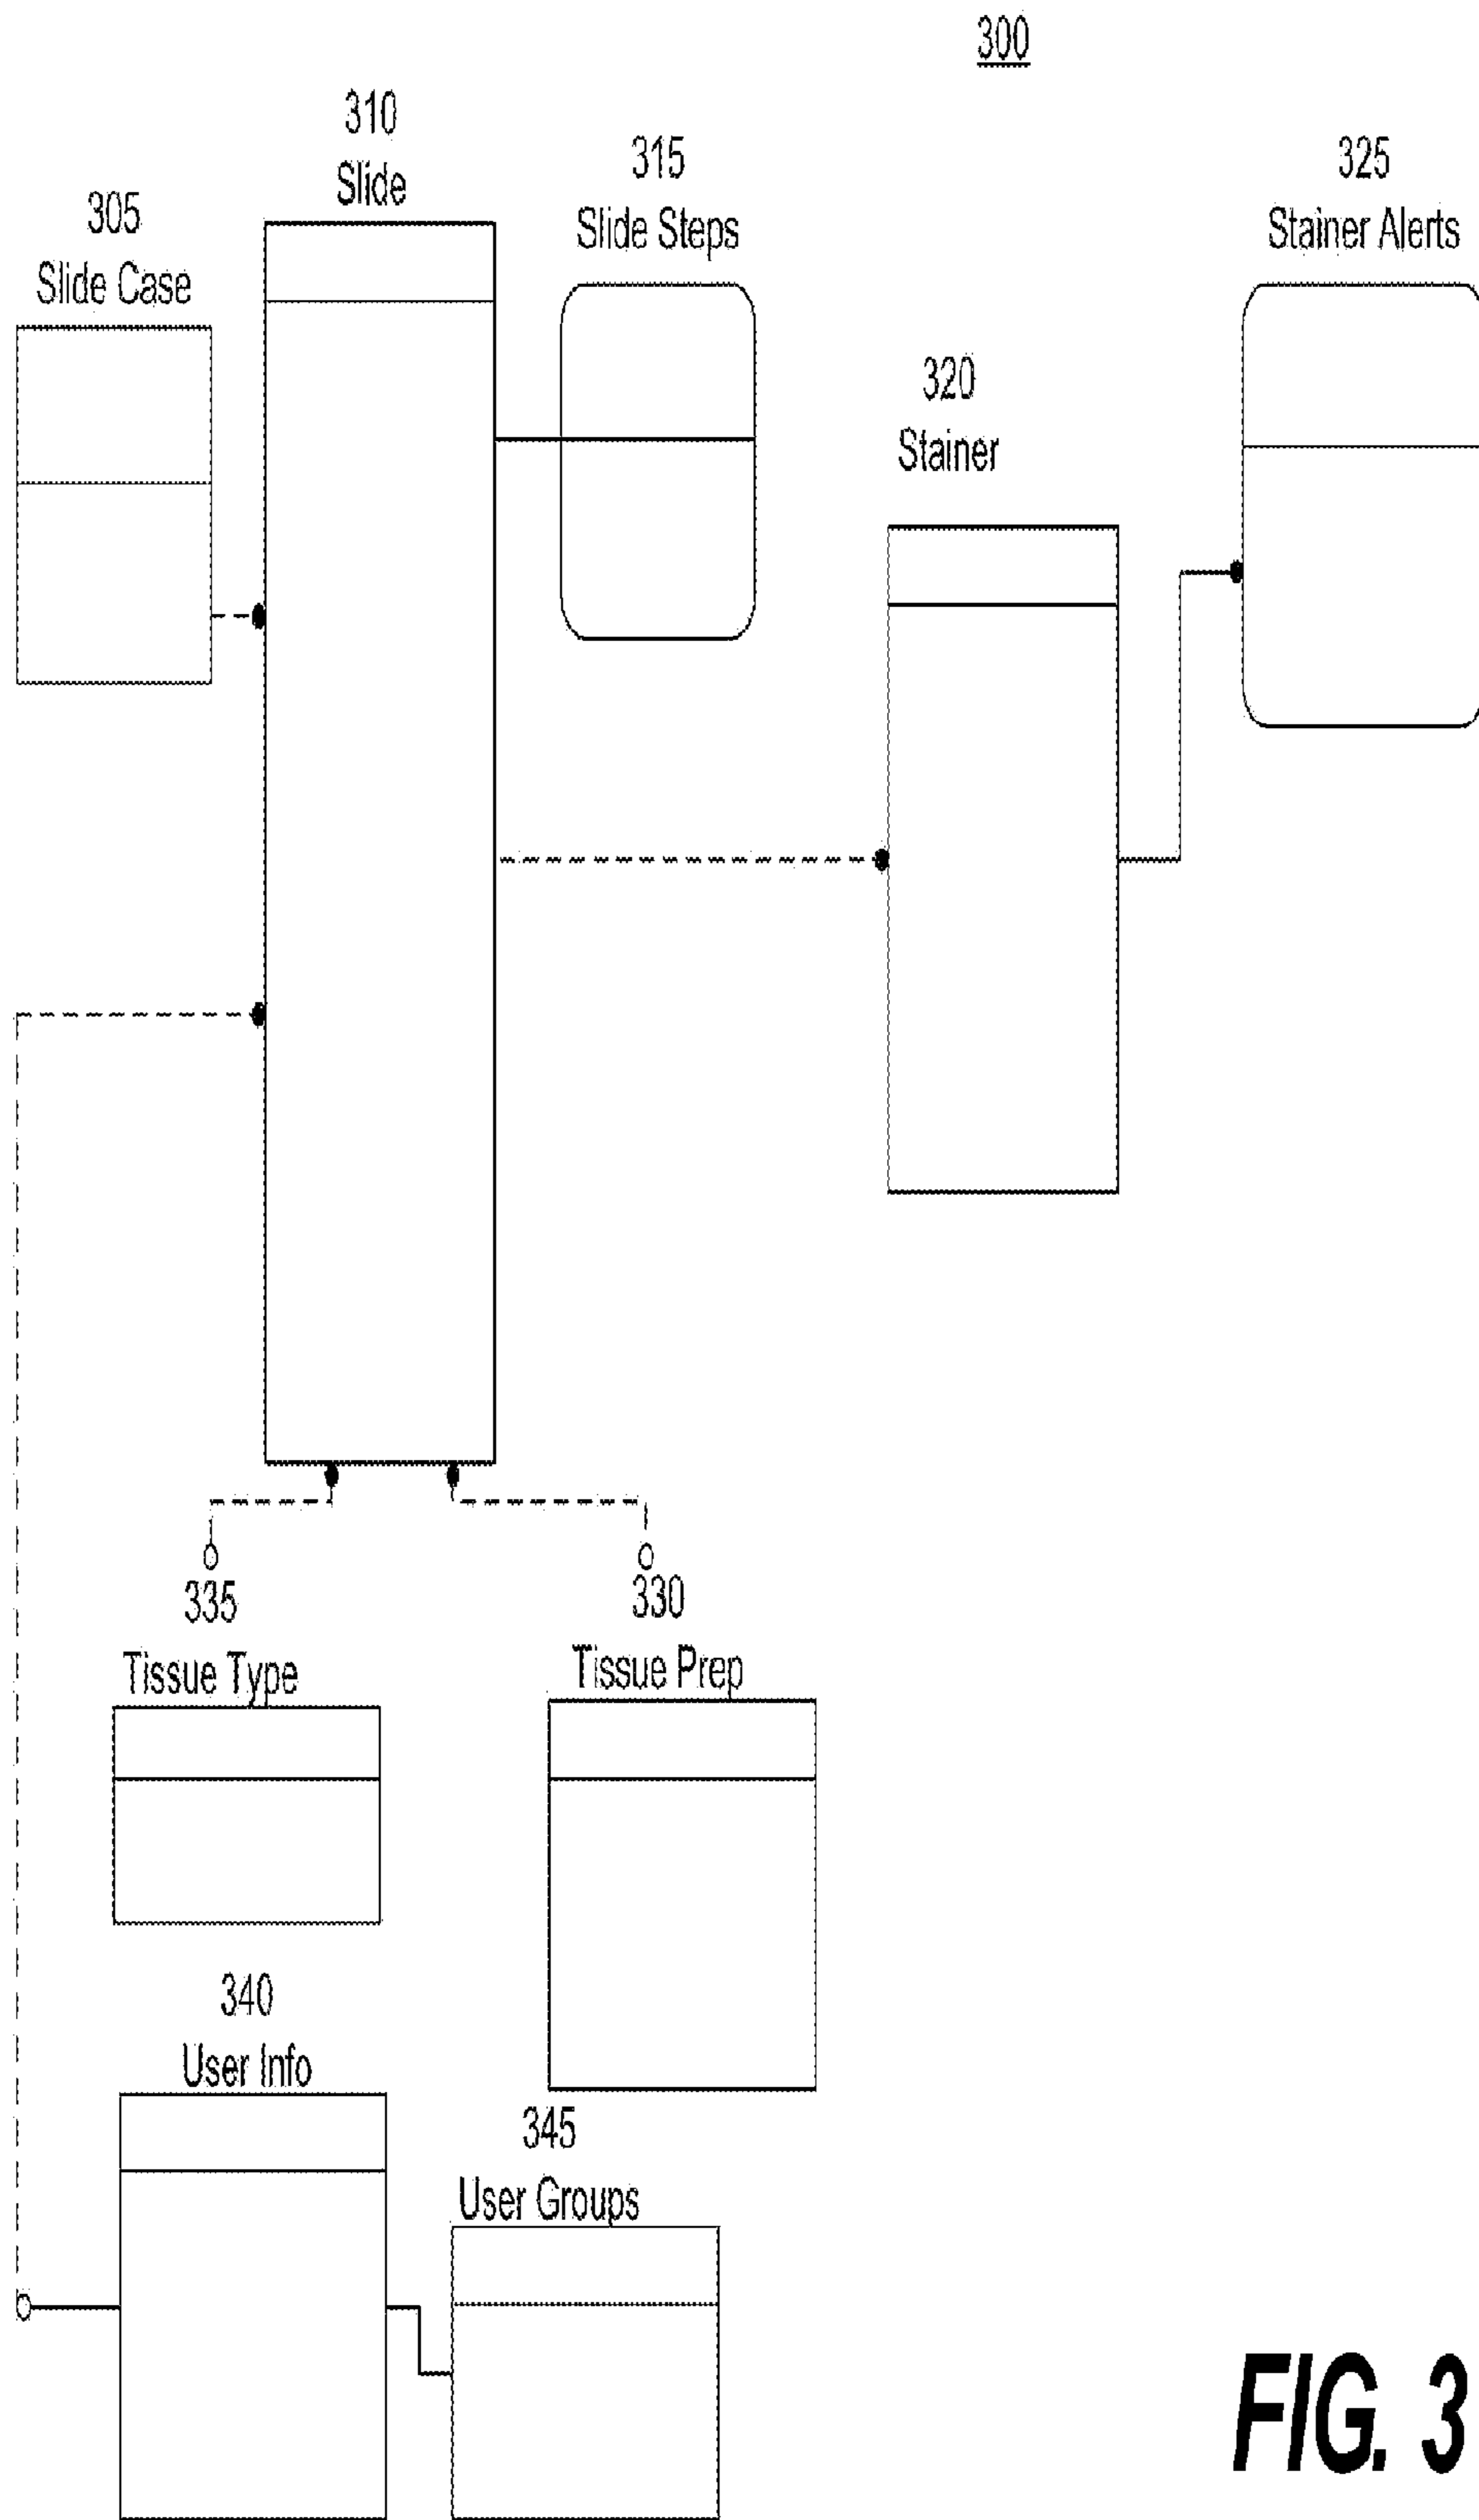 300
310
Slide
315
Slide Steps
325
Stainer Alerts
305
Slide Case
320
Stainer
335
Tissue Type
330
Tissue Prep
340
User Info
345
User Groups
FIG. 3